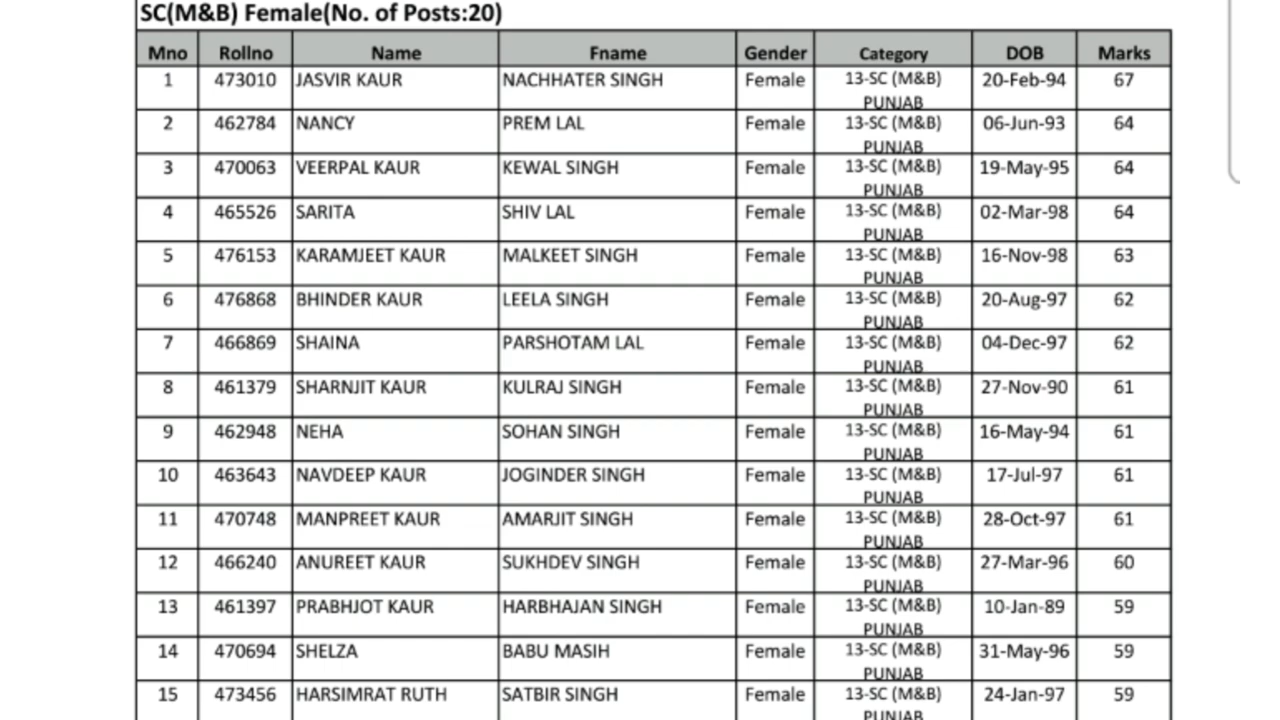 SC(M&B) Female(No. of Posts:20)
Mno Rollno Name Fname Gender Category DOB Marks
1 473010 JASVIR KAUR NACHHATER SINGH Female 13-SC (M&B) PUNJAB 20-Feb-94 67
2 462784 NANCY PREM LAL Female 13-SC (M&B) PUNJAB 06-Jun-93 64
3 470063 VEERPAL KAUR KEWAL SINGH Female 13-SC (M&B) PUNJAB 19-May-95 64
4 465526 SARITA SHIV LAL Female 13-SC (M&B) PUNJAB 02-Mar-98 64
5 476153 KARAMJEET KAUR MALKEET SINGH Female 13-SC (M&B) PUNJAB 16-Nov-98 63
6 476868 BHINDER KAUR LEELA SINGH Female 13-SC (M&B) PUNJAB 20-Aug-97 62
7 466869 SHAINA PARSHOTAM LAL Female 13-SC (M&B) PUNJAB 04-Dec-97 62
8 461379 SHARNJIT KAUR KULRAJ SINGH Female 13-SC (M&B) PUNJAB 27-Nov-90 61
9 462948 NEHA SOHAN SINGH Female 13-SC (M&B) PUNJAB 16-May-94 61
10 463643 NAVDEEP KAUR JOGINDER SINGH Female 13-SC (M&B) PUNJAB 17-Jul-97 61
11 470748 MANPREET KAUR AMARJIT SINGH Female 13-SC (M&B) PUNJAB 28-Oct-97 61
12 466240 ANUREET KAUR SUKHDEV SINGH Female 13-SC (M&B) PUNJAB 27-Mar-96 60
13 461397 PRABHJOT KAUR HARBHAJAN SINGH Female 13-SC (M&B) PUNJAB 10-Jan-89 59
14 470694 SHELZA BABU MASIH Female 13-SC (M&B) PUNJAB 31-May-96 59
15 473456 HARSIMRAT RUTH SATBIR SINGH Female 13-SC (M&B) PUNJAB 24-Jan-97 59